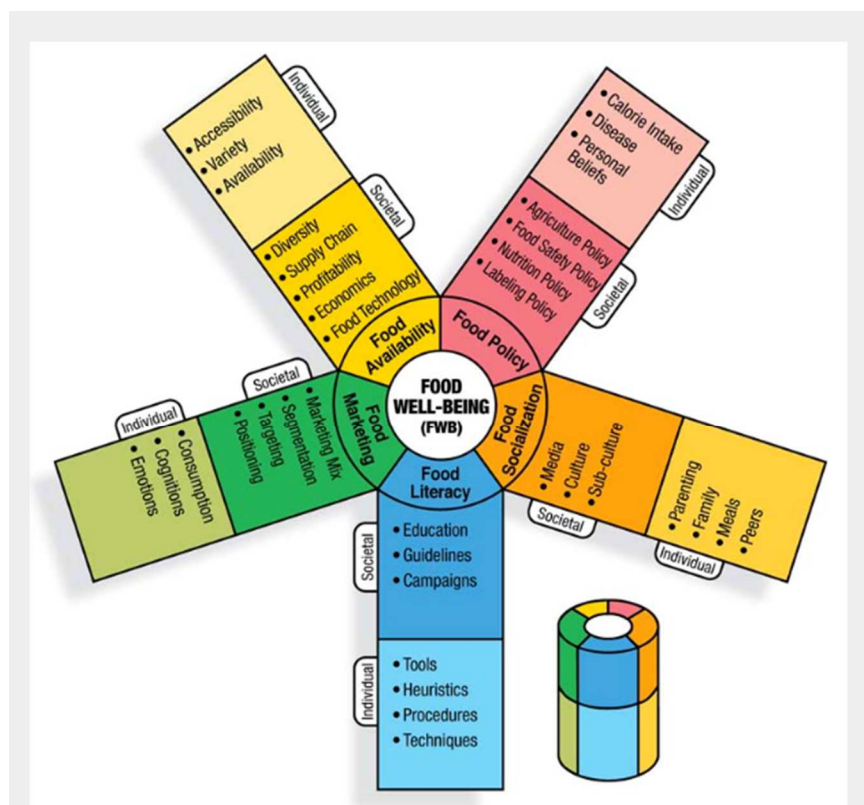 FOOD
WELL-BEING
(FWB)
Food
Availability
Societal
• Diversity
• Supply Chain
• Profitability
• Economics
• Food Technology
Individual
• Accessibility
• Variety
• Availability
Food Policy
Societal
• Agriculture Policy
• Food Safety Policy
• Nutrition Policy
• Labeling Policy
Individual
• Calorie Intake
• Disease
• Personal
Beliefs
Food
Socialization
Societal
• Media
• Culture
• Sub-culture
Individual
• Parenting
• Family
• Meals
• Peers
Food
Literacy
Societal
• Education
• Guidelines
• Campaigns
Individual
• Tools
• Heuristics
• Procedures
• Techniques
Food
Marketing
Societal
• Marketing Mix
• Segmentation
• Targeting
• Positioning
Individual
• Consumption
• Cognitions
• Emotions